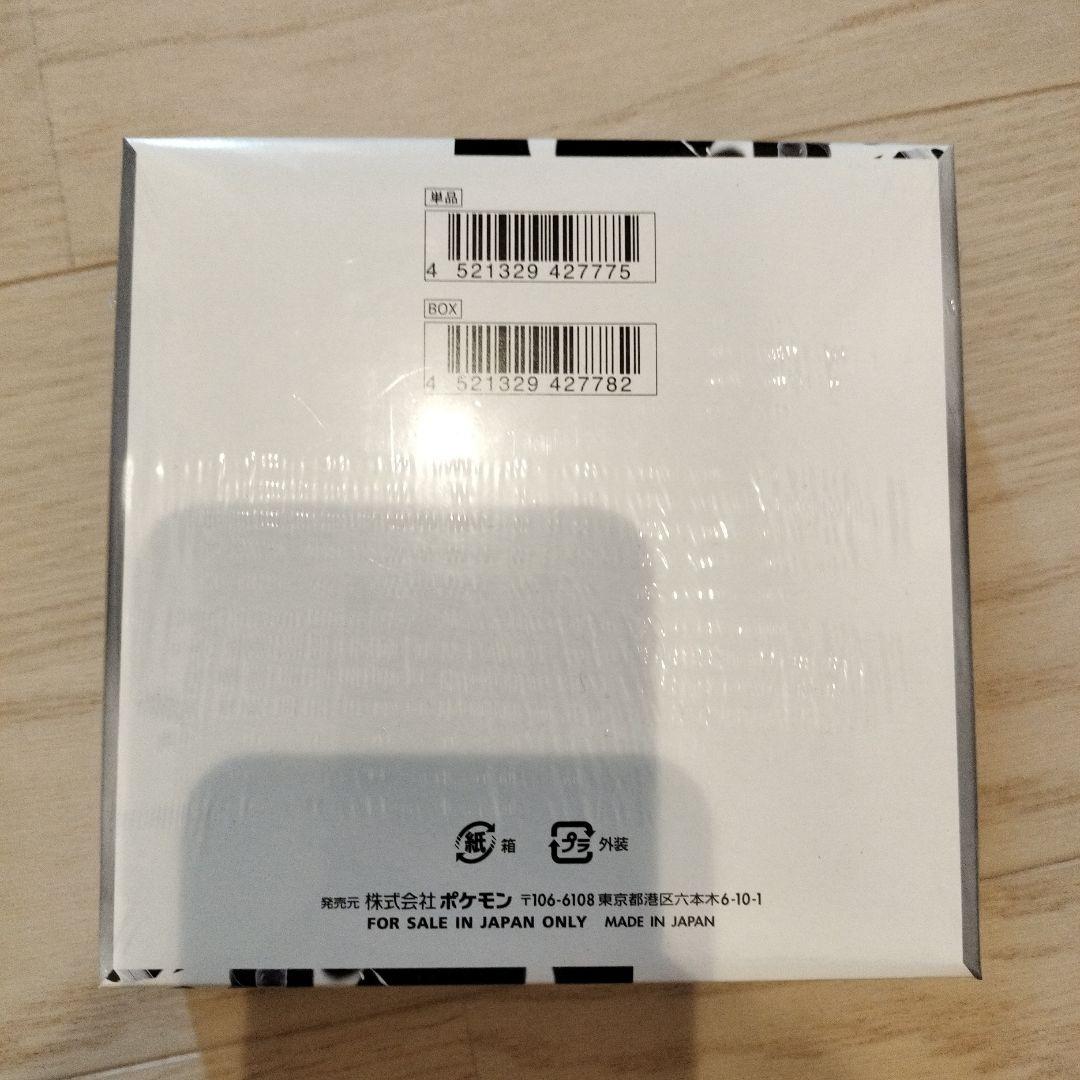 単品
4 521329 427775
BOX
4 521329 427782
紙 箱 プラ 外装
発売元 株式会社ポケモン 〒106-6108 東京都港区六本木6-10-1
FOR SALE IN JAPAN ONLY MADE IN JAPAN